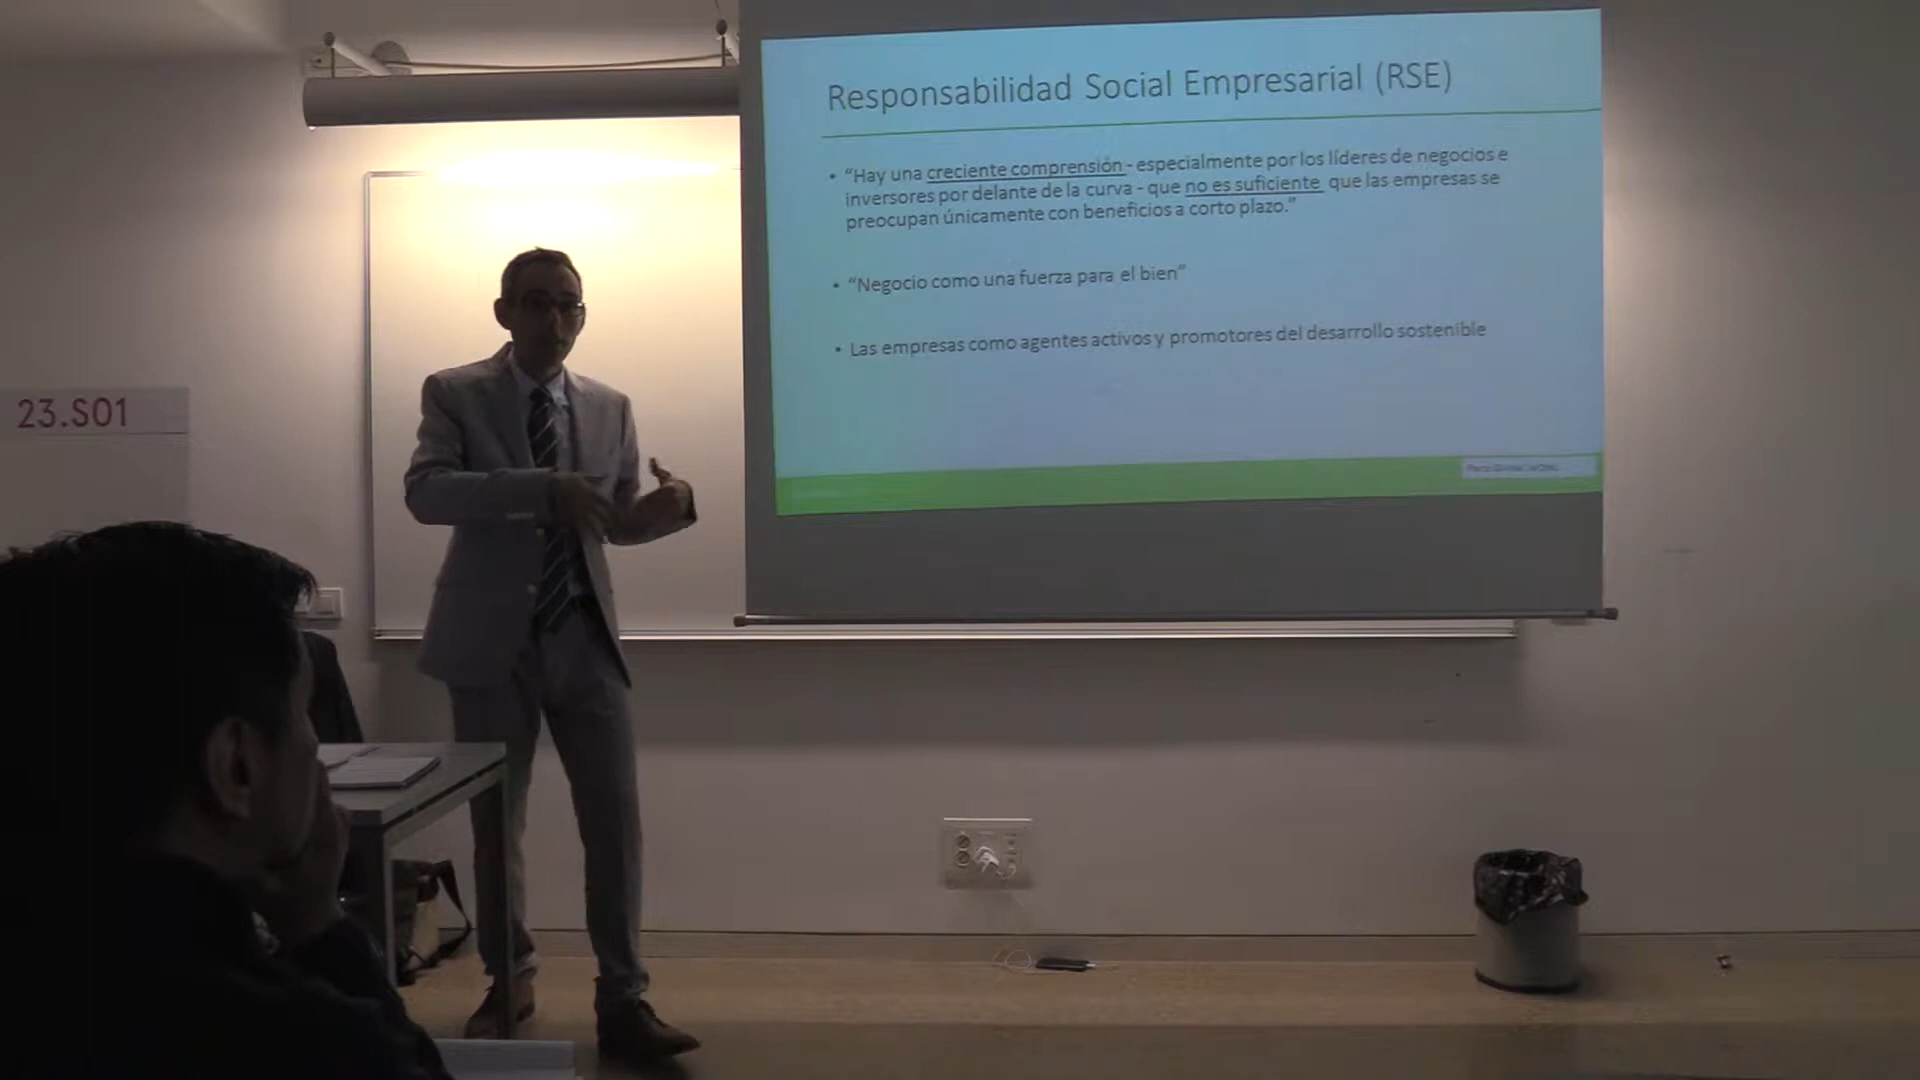 Responsabilidad Social Empresarial (RSE)
• “Hay una creciente comprensión - especialmente por los líderes de negocios e
inversores por delante de la curva - que no es suficiente que las empresas se
preocupan únicamente con beneficios a corto plazo.”
• “Negocio como una fuerza para el bien”
• Las empresas como agentes activos y promotores del desarrollo sostenible
23.S01